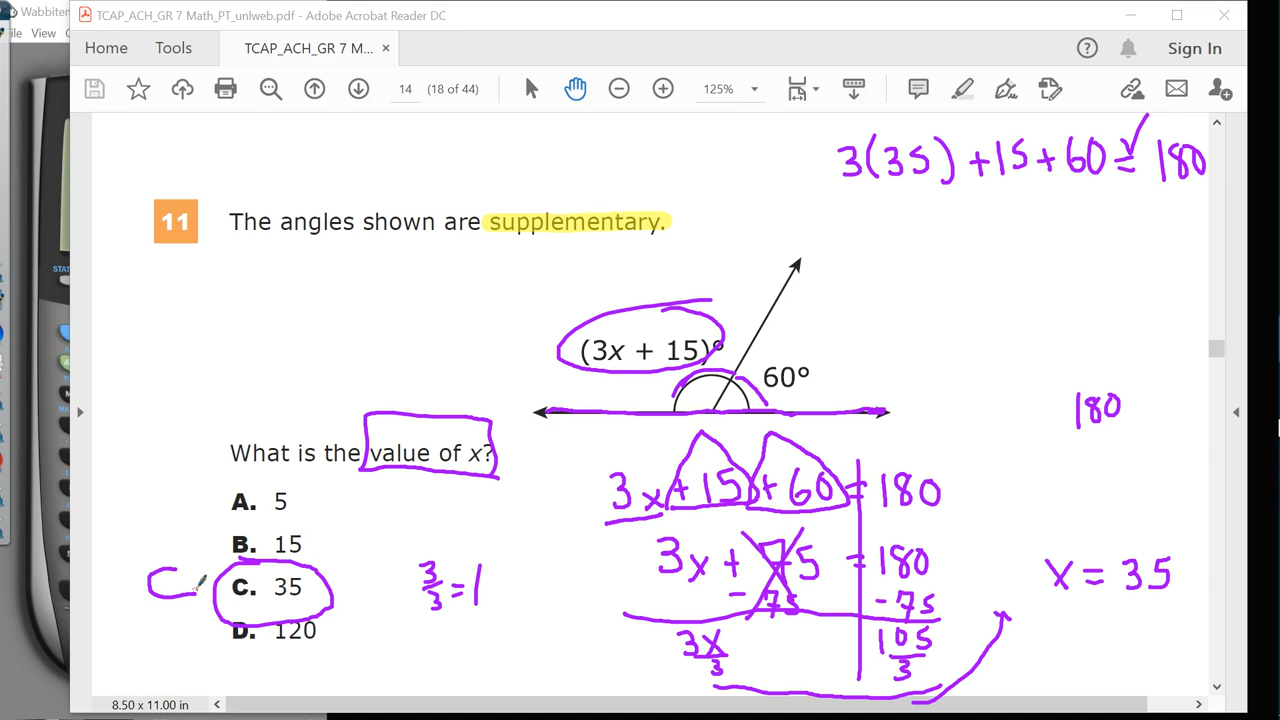 Wabbitem
TCAP_ACH_GR 7 Math_PT_unlweb.pdf - Adobe Acrobat Reader DC
ile View
Home Tools TCAP_ACH_GR 7 M... ×
Sign In
14 (18 of 44) 125%
3(35) + 15 + 60 = 180
11 The angles shown are supplementary.
STA
(3x + 15)°
60°
180
What is the value of x?
3x + 15 + 60 = 180
A. 5
B. 15
3x + 75 = 180
C C. 35
3/3 = 1
- 75 - 75
x = 35
D. 120
3x/3 105/3
8.50 x 11.00 in